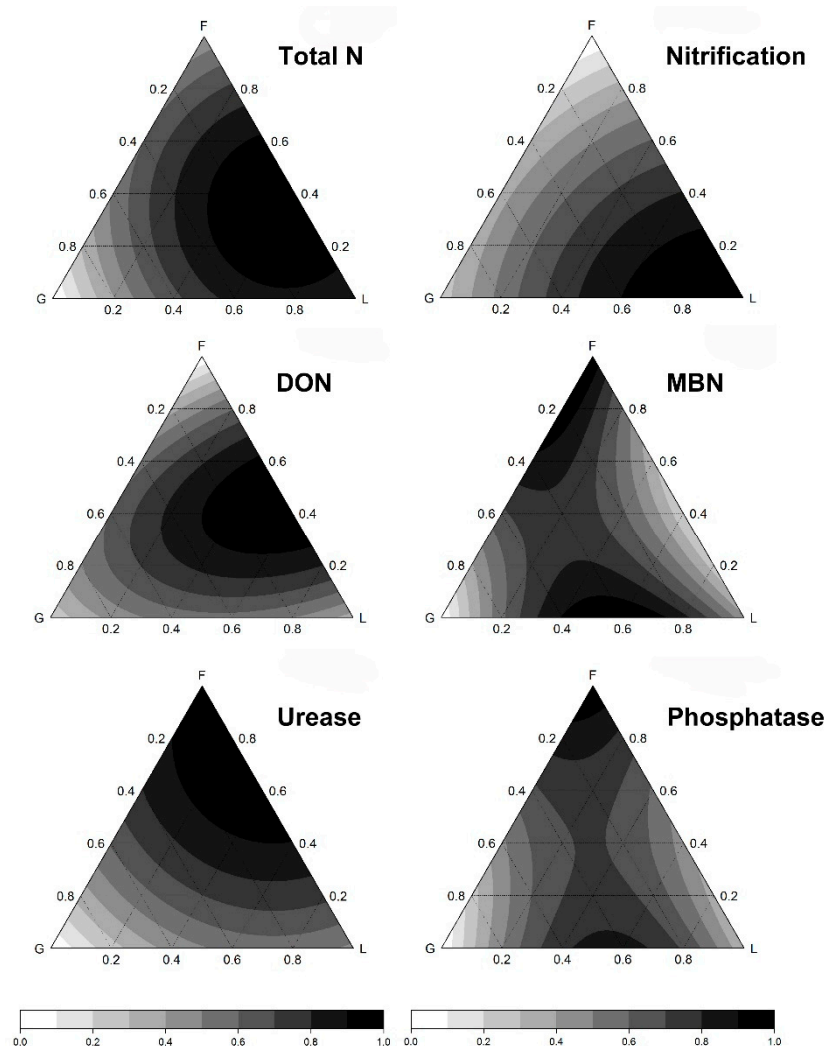 F F
Total N Nitrification
0.2 0.8 0.2 0.8
0.4 0.6 0.4 0.6
0.6 0.4 0.6 0.4
0.8 0.2 0.8 0.2
G L G L
0.2 0.4 0.6 0.8 0.2 0.4 0.6 0.8
F F
DON MBN
0.2 0.8 0.2 0.8
0.4 0.6 0.4 0.6
0.6 0.4 0.6 0.4
0.8 0.2 0.8 0.2
G L G L
0.2 0.4 0.6 0.8 0.2 0.4 0.6 0.8
F F
Urease Phosphatase
0.2 0.8 0.2 0.8
0.4 0.6 0.4 0.6
0.6 0.4 0.6 0.4
0.8 0.2 0.8 0.2
G L G L
0.2 0.4 0.6 0.8 0.2 0.4 0.6 0.8
0.0 0.2 0.4 0.6 0.8 1.0 0.0 0.2 0.4 0.6 0.8 1.0